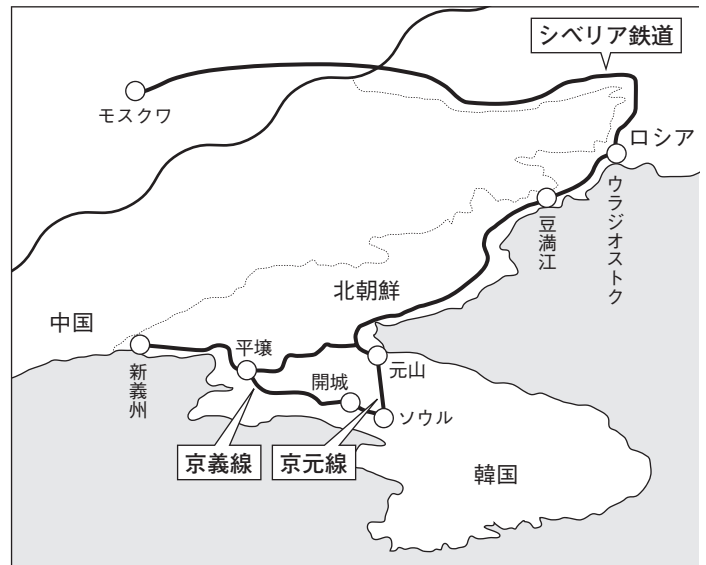 シベリア鉄道
モスクワ
ロシア
ウラジオストク
豆満江
北朝鮮
中国
新義州
平壌
開城
元山
ソウル
京義線
京元線
韓国